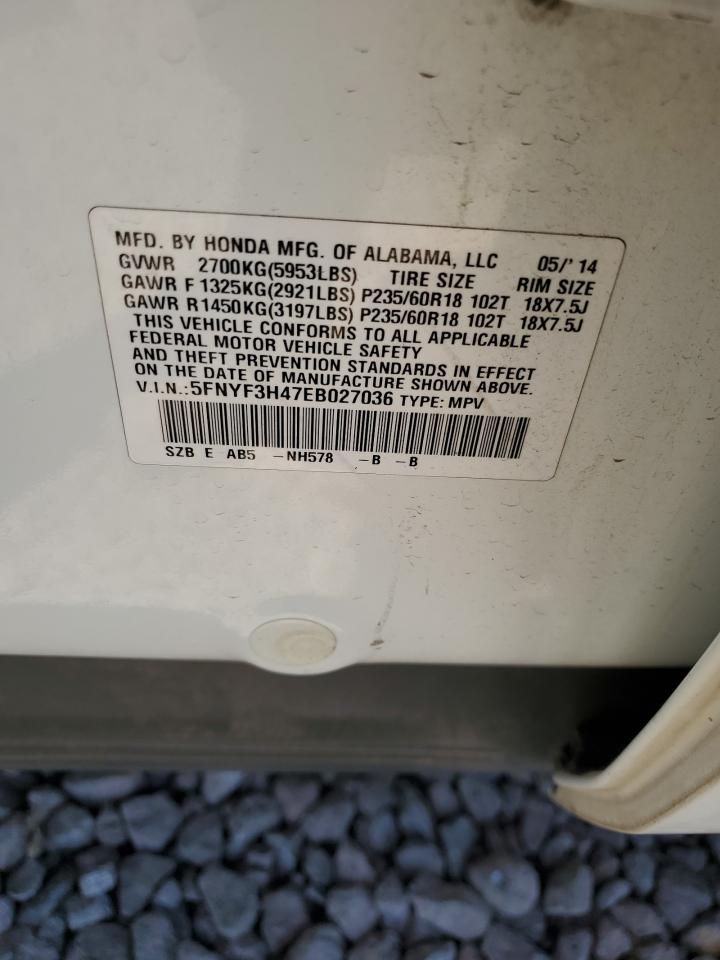 MFD. BY HONDA MFG. OF ALABAMA, LLC 05/'14
GVWR 2700KG(5953LBS) TIRE SIZE RIM SIZE
GAWR F 1325KG(2921LBS) P235/60R18 102T 18X7.5J
GAWR R1450KG(3197LBS) P235/60R18 102T 18X7.5J
THIS VEHICLE CONFORMS TO ALL APPLICABLE
FEDERAL MOTOR VEHICLE SAFETY
AND THEFT PREVENTION STANDARDS IN EFFECT
ON THE DATE OF MANUFACTURE SHOWN ABOVE.
V.I.N.:5FNYF3H47EB027036 TYPE: MPV
SZB E AB5 -NH578 -B -B